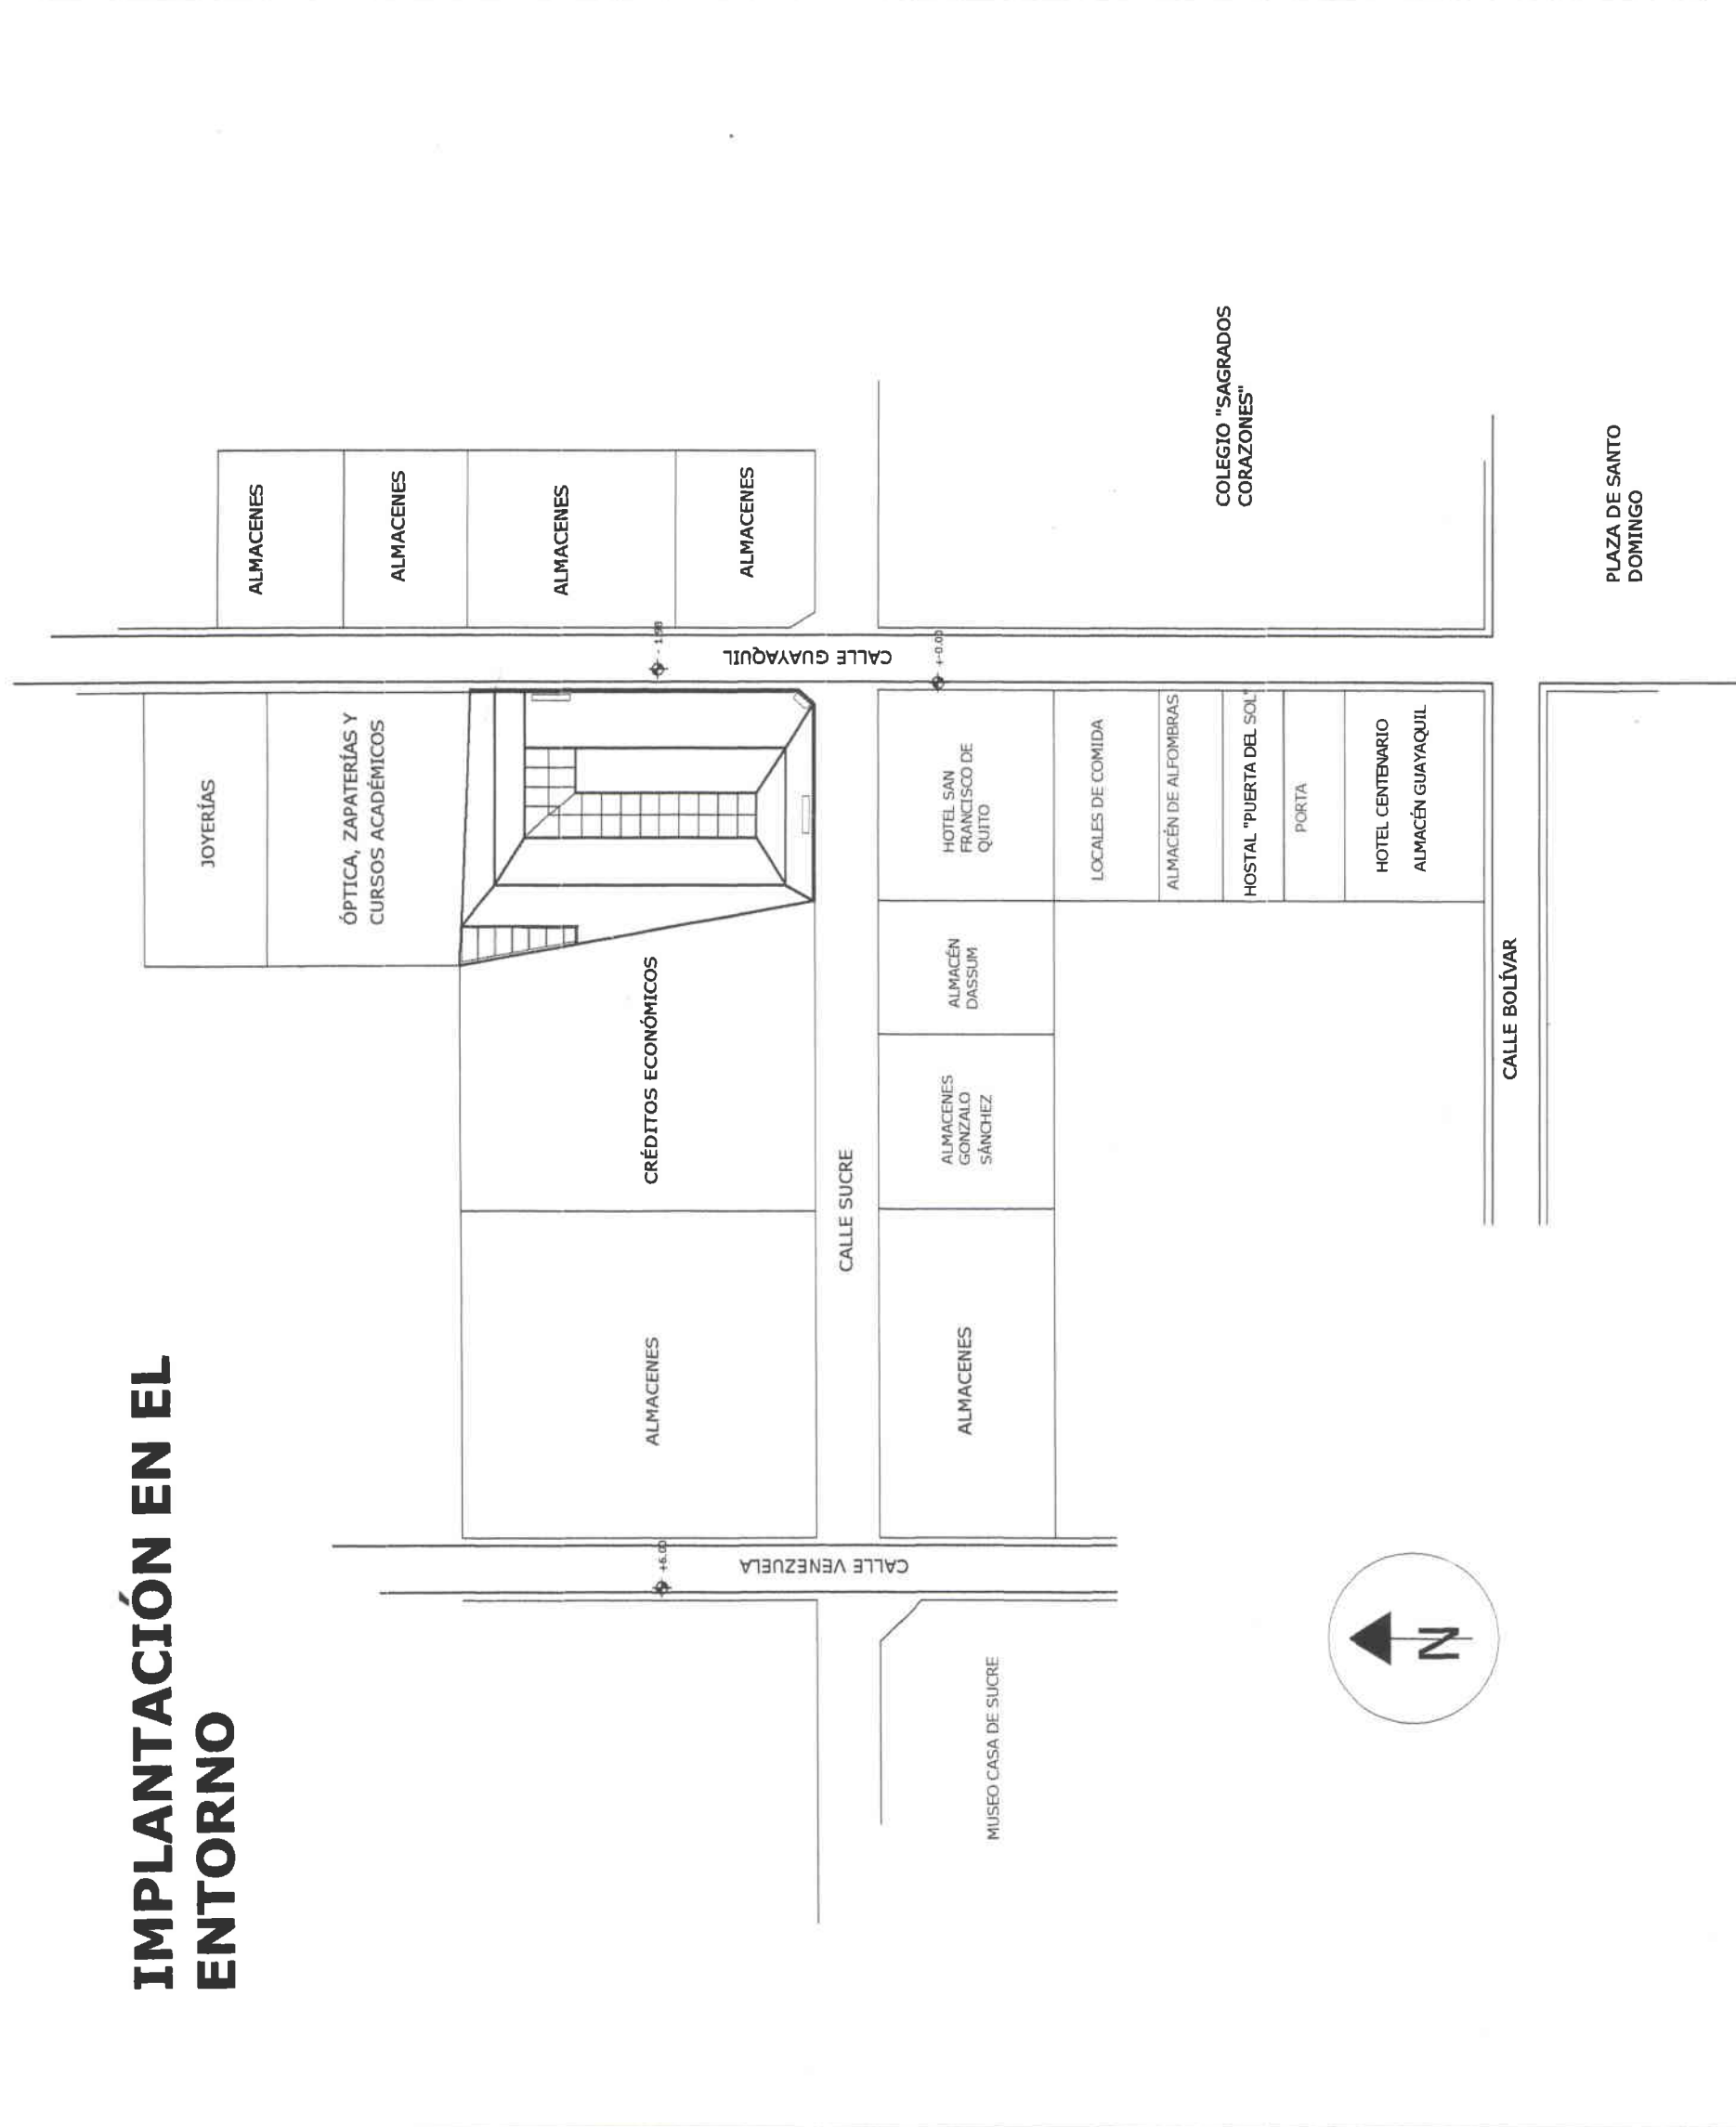 IMPLANTACIÓN EN EL
ENTORNO
JOYERÍAS
ÓPTICA, ZAPATERÍAS Y
CURSOS ACADÉMICOS
ALMACENES
ALMACENES
ALMACENES
ALMACENES
ALMACENES
CRÉDITOS ECONÓMICOS
+6.00
CALLE VENEZUELA
CALLE GUAYAQUIL
+-0.00
CALLE SUCRE
MUSEO CASA DE SUCRE
ALMACENES
ALMACENES
GONZALO
SÁNCHEZ
ALMACÉN
DASSUM
HOTEL SAN
FRANCISCO DE
QUITO
LOCALES DE COMIDA
ALMACÉN DE ALFOMBRAS
HOSTAL "PUERTA DEL SOL"
PORTA
HOTEL CENTENARIO
ALMACÉN GUAYAQUIL
COLEGIO "SAGRADOS
CORAZONES"
CALLE BOLÍVAR
PLAZA DE SANTO
DOMINGO
N